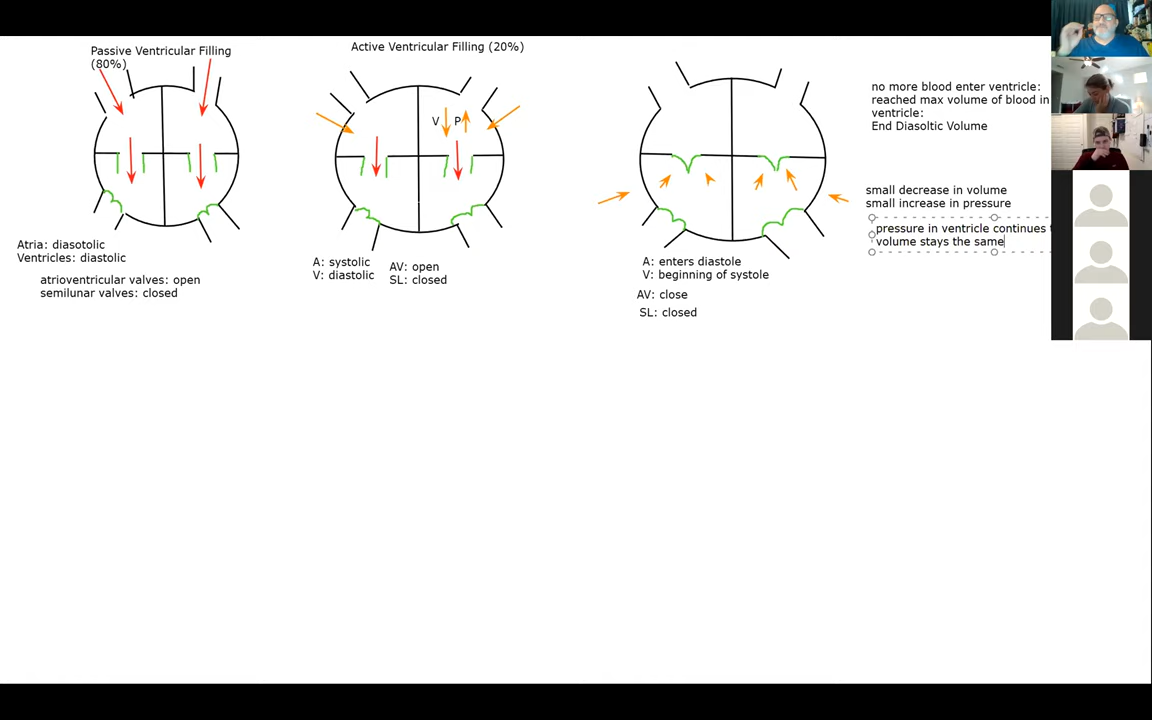 Passive Ventricular Filling
(80%)
Atria: diasotolic
Ventricles: diastolic
atrioventricular valves: open
semilunar valves: closed
Active Ventricular Filling (20%)
V P
A: systolic
V: diastolic
AV: open
SL: closed
A: enters diastole
V: beginning of systole
AV: close
SL: closed
no more blood enter ventricle:
reached max volume of blood in
ventricle:
End Diasoltic Volume
small decrease in volume
small increase in pressure
pressure in ventricle continues
volume stays the same